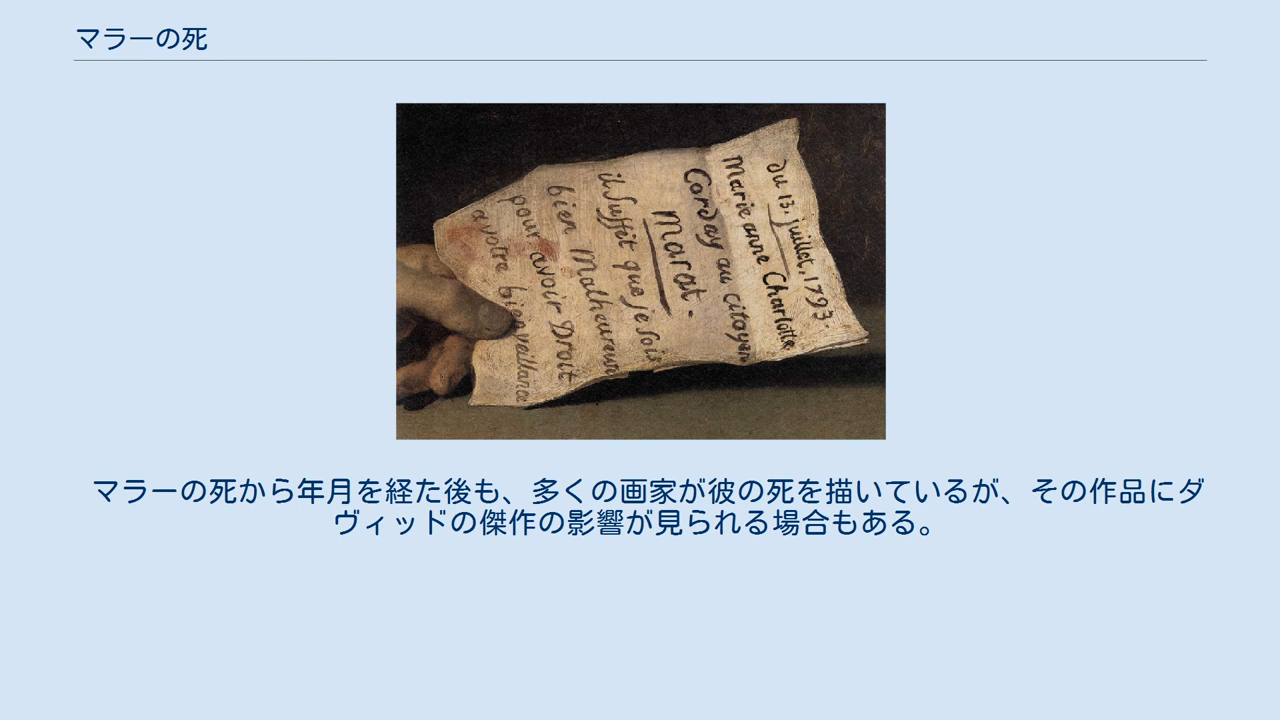 マラーの死
du 13. juillet, 1793.
Marie anne Charlotte
Corday au citoyen
Marat.
il suffit que je sois
bien Malheureuse
pour avoir Droit
a votre bienveillance
マラーの死から年月を経た後も、多くの画家が彼の死を描いているが、その作品にダ
ヴィッドの傑作の影響が見られる場合もある。